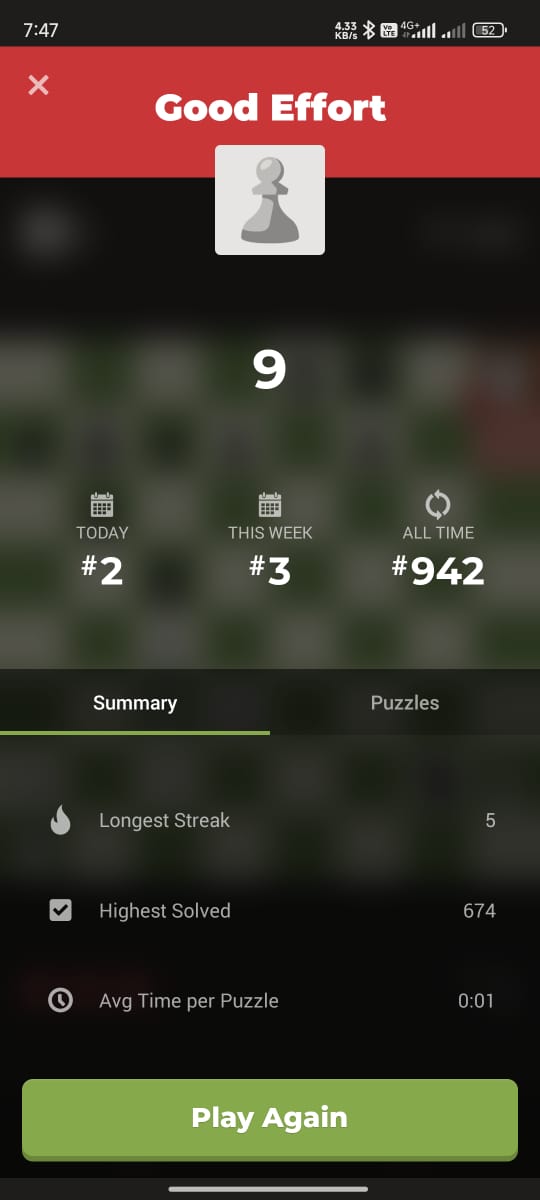 7:47
4.33 KB/s Vo LTE 4G+ 52
Good Effort
9
TODAY THIS WEEK ALL TIME
#2 #3 #942
Summary Puzzles
Longest Streak 5
Highest Solved 674
Avg Time per Puzzle 0:01
Play Again